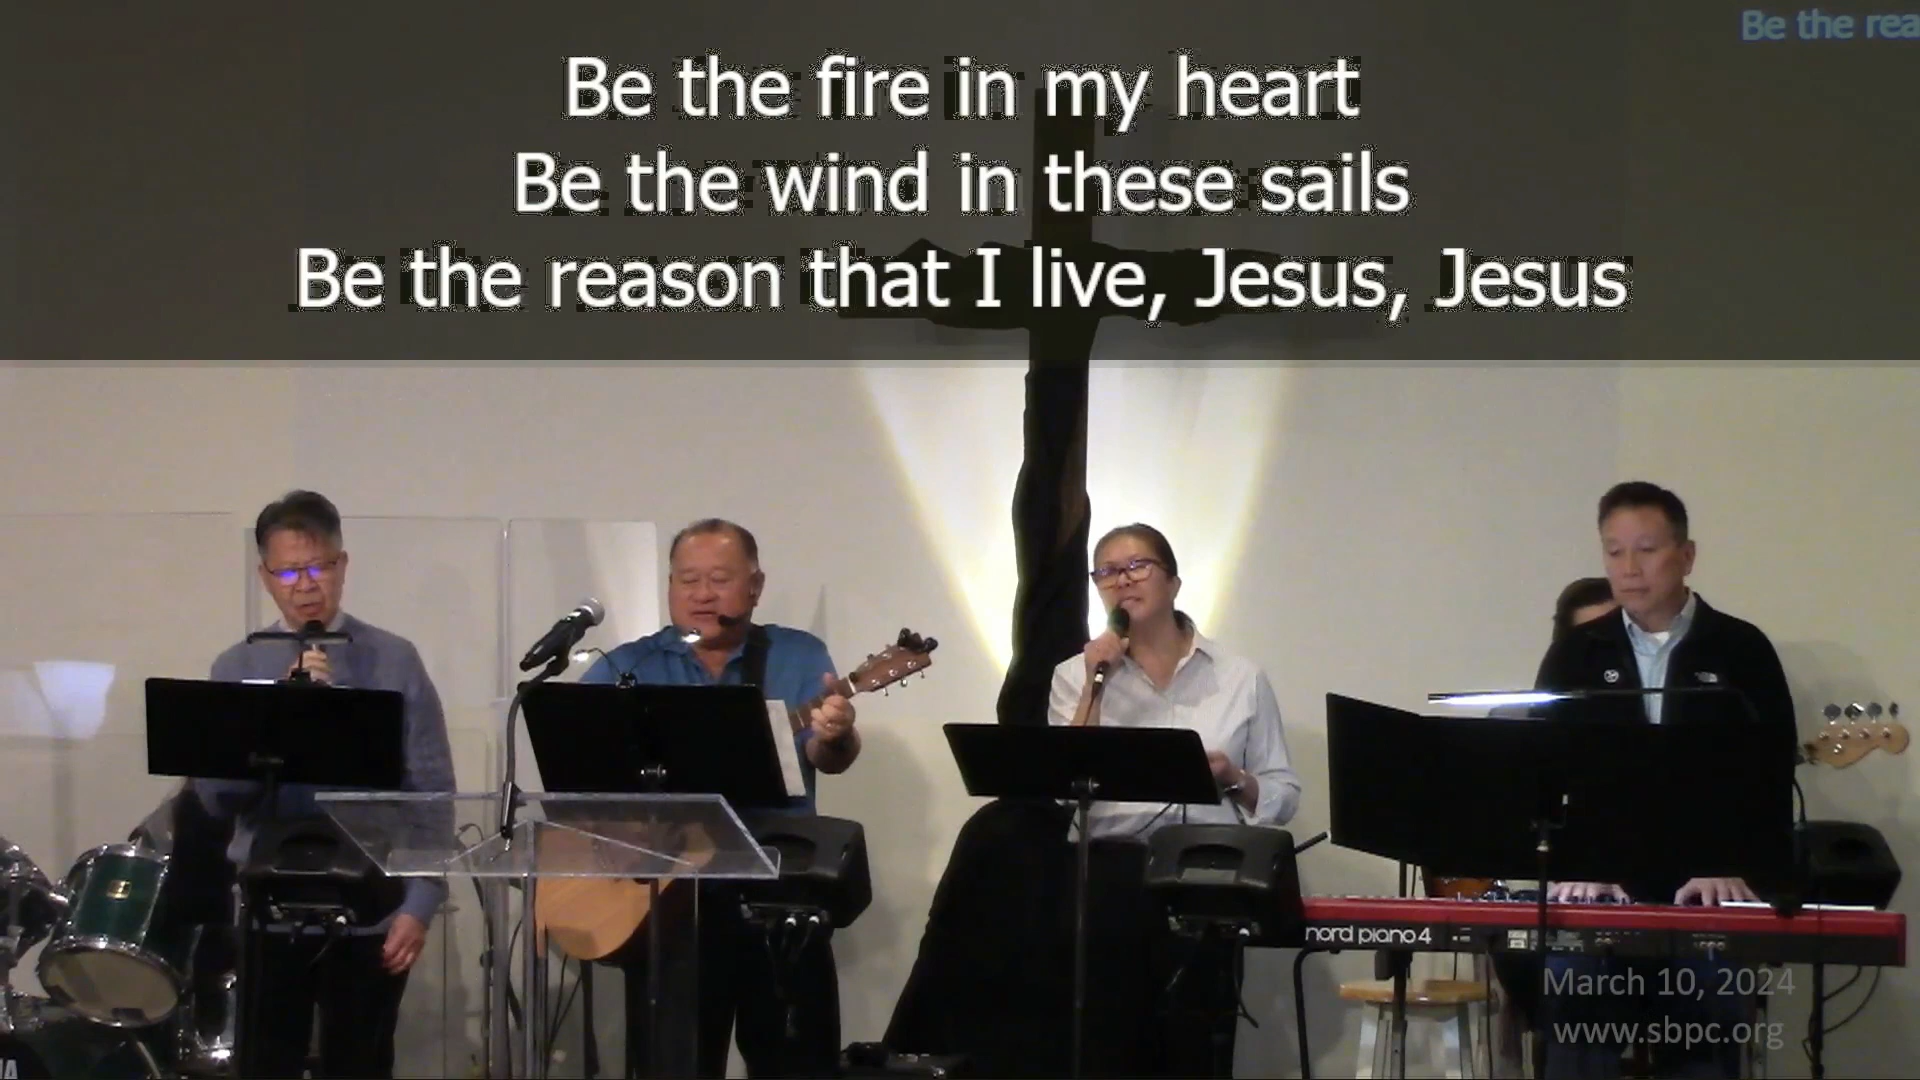 Be the rea
Be the fire in my heart
Be the wind in these sails
Be the reason that I live, Jesus, Jesus
nord piano 4
March 10, 2024
www.sbpc.org